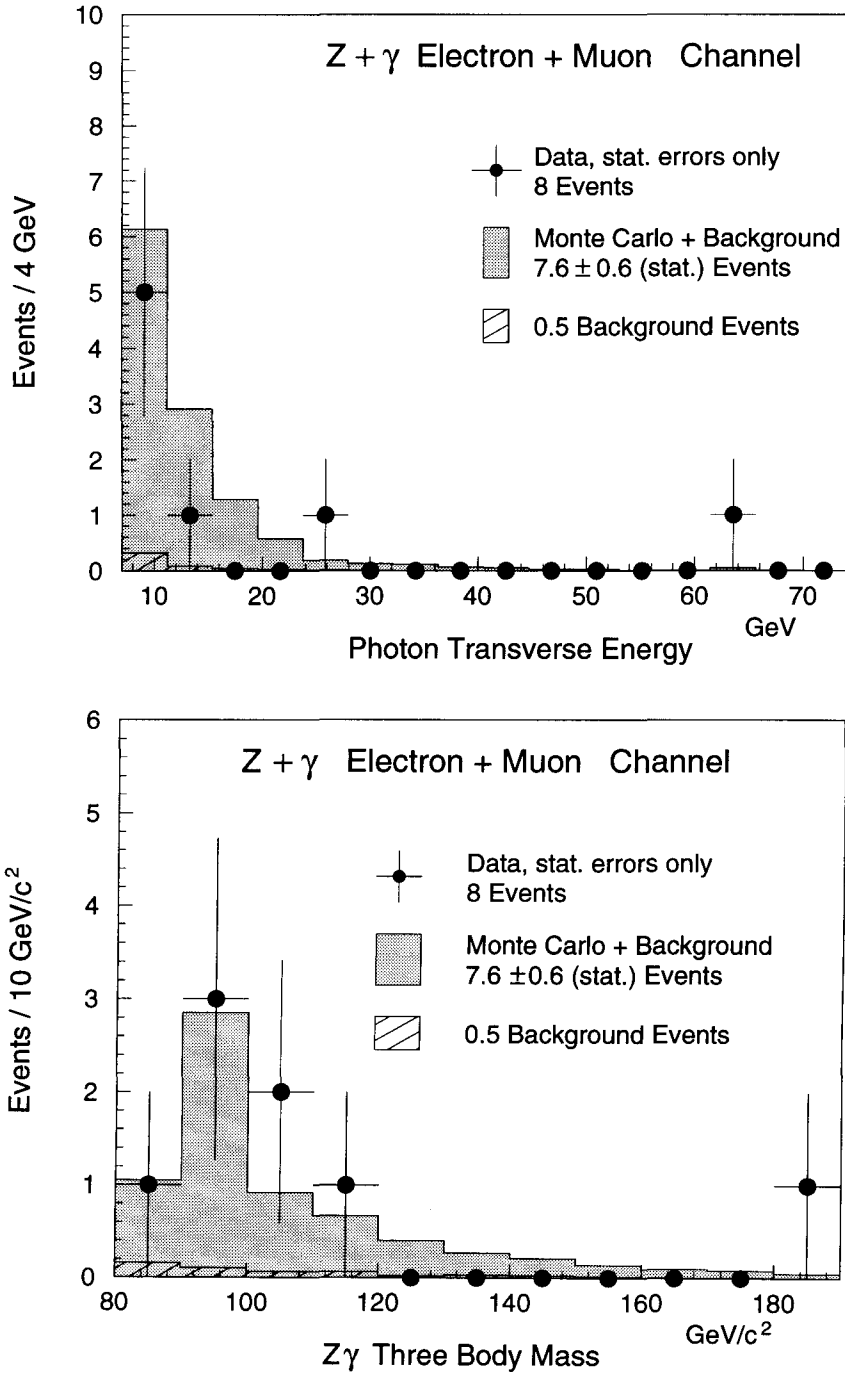 10
9
8
7
6
5
4
3
2
1
0
Events / 4 GeV
Z + γ Electron + Muon Channel
Data, stat. errors only
8 Events
Monte Carlo + Background
7.6 ± 0.6 (stat.) Events
0.5 Background Events
10 20 30 40 50 60 70
GeV
Photon Transverse Energy
6
5
4
3
2
1
0
Events / 10 GeV/c²
Z + γ Electron + Muon Channel
Data, stat. errors only
8 Events
Monte Carlo + Background
7.6 ± 0.6 (stat.) Events
0.5 Background Events
80 100 120 140 160 180
GeV/c²
Zγ Three Body Mass